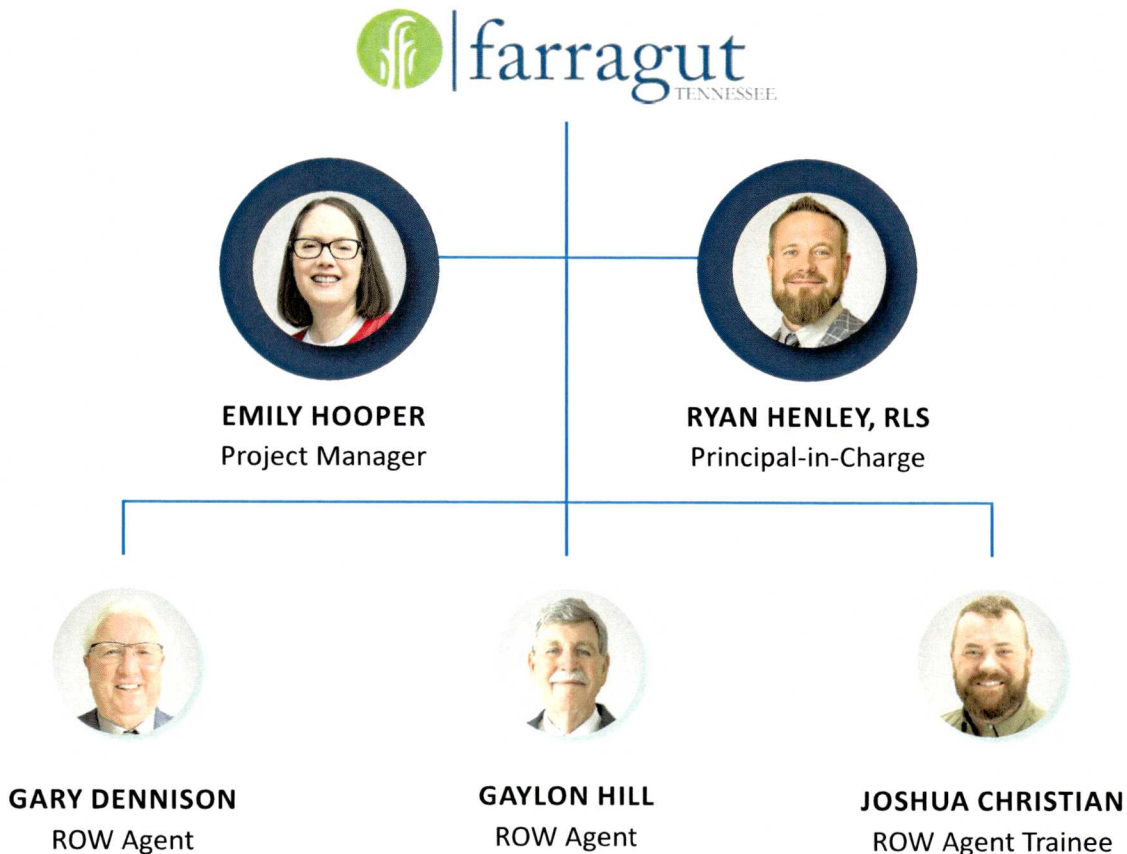 farragut
TENNESSEE
EMILY HOOPER
Project Manager
RYAN HENLEY, RLS
Principal-in-Charge
GARY DENNISON
ROW Agent
GAYLON HILL
ROW Agent
JOSHUA CHRISTIAN
ROW Agent Trainee